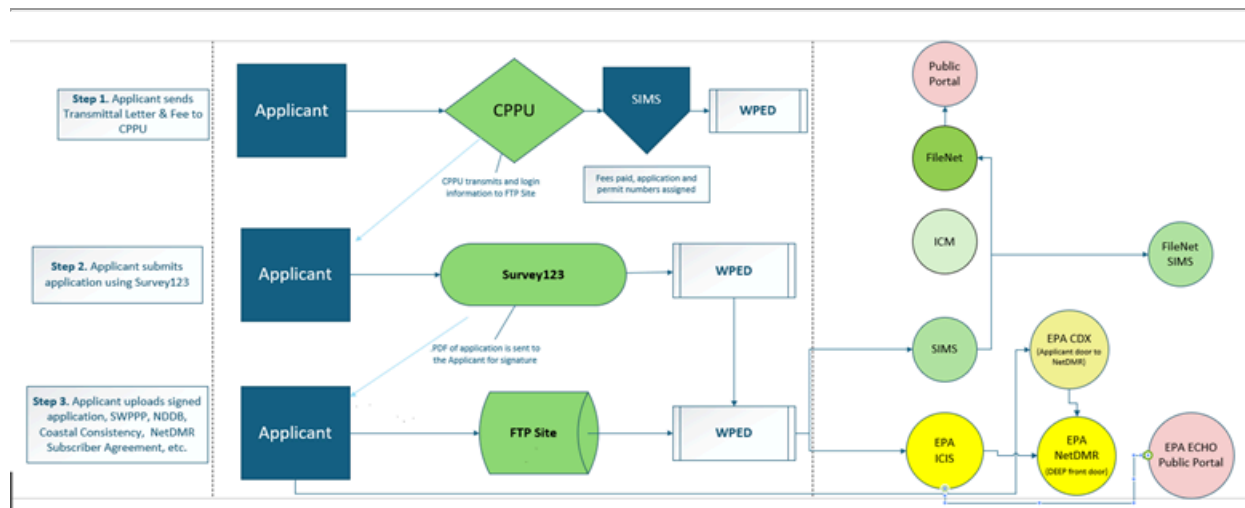 Step 1. Applicant sends
Transmittal Letter & Fee to
CPPU
Applicant
CPPU
SIMS
WPED
CPPU transmits and login
information to FTP Site
Fees paid, application and
permit numbers assigned
Public
Portal
FileNet
ICM
FileNet
SIMS
Step 2. Applicant submits
application using Survey123
Applicant
Survey123
WPED
.PDF of application is sent to
the Applicant for signature
SIMS
EPA CDX
(Applicant door to
NetDMR)
Step 3. Applicant uploads signed
application, SWPPP, NDDB,
Coastal Consistency, NetDMR
Subscriber Agreement, etc.
Applicant
FTP Site
WPED
EPA
ICIS
EPA
NetDMR
(DEEP front door)
EPA ECHO
Public Portal